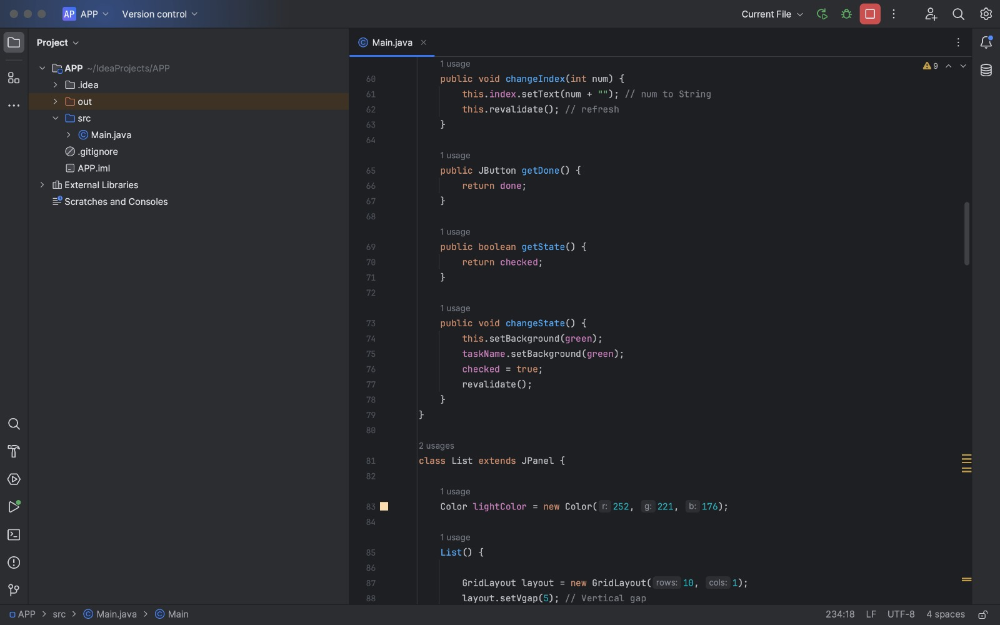 AP APP Version control Current File
Project
Main.java
APP ~/IdeaProjects/APP
.idea
out
src
Main.java
.gitignore
APP.iml
External Libraries
Scratches and Consoles
9
1 usage
60 public void changeIndex(int num) {
61 this.index.setText(num + ""); // num to String
62 this.revalidate(); // refresh
63 }
64
1 usage
65 public JButton getDone() {
66 return done;
67 }
68
1 usage
69 public boolean getState() {
70 return checked;
71 }
72
1 usage
73 public void changeState() {
74 this.setBackground(green);
75 taskName.setBackground(green);
76 checked = true;
77 revalidate();
78 }
79 }
80
2 usages
81 class List extends JPanel {
82
1 usage
83 Color lightColor = new Color( r: 252, g: 221, b: 176);
84
1 usage
85 List() {
86
87 GridLayout layout = new GridLayout( rows: 10, cols: 1);
88 layout.setVgap(5); // Vertical gap
APP > src > Main.java > Main 234:18 LF UTF-8 4 spaces